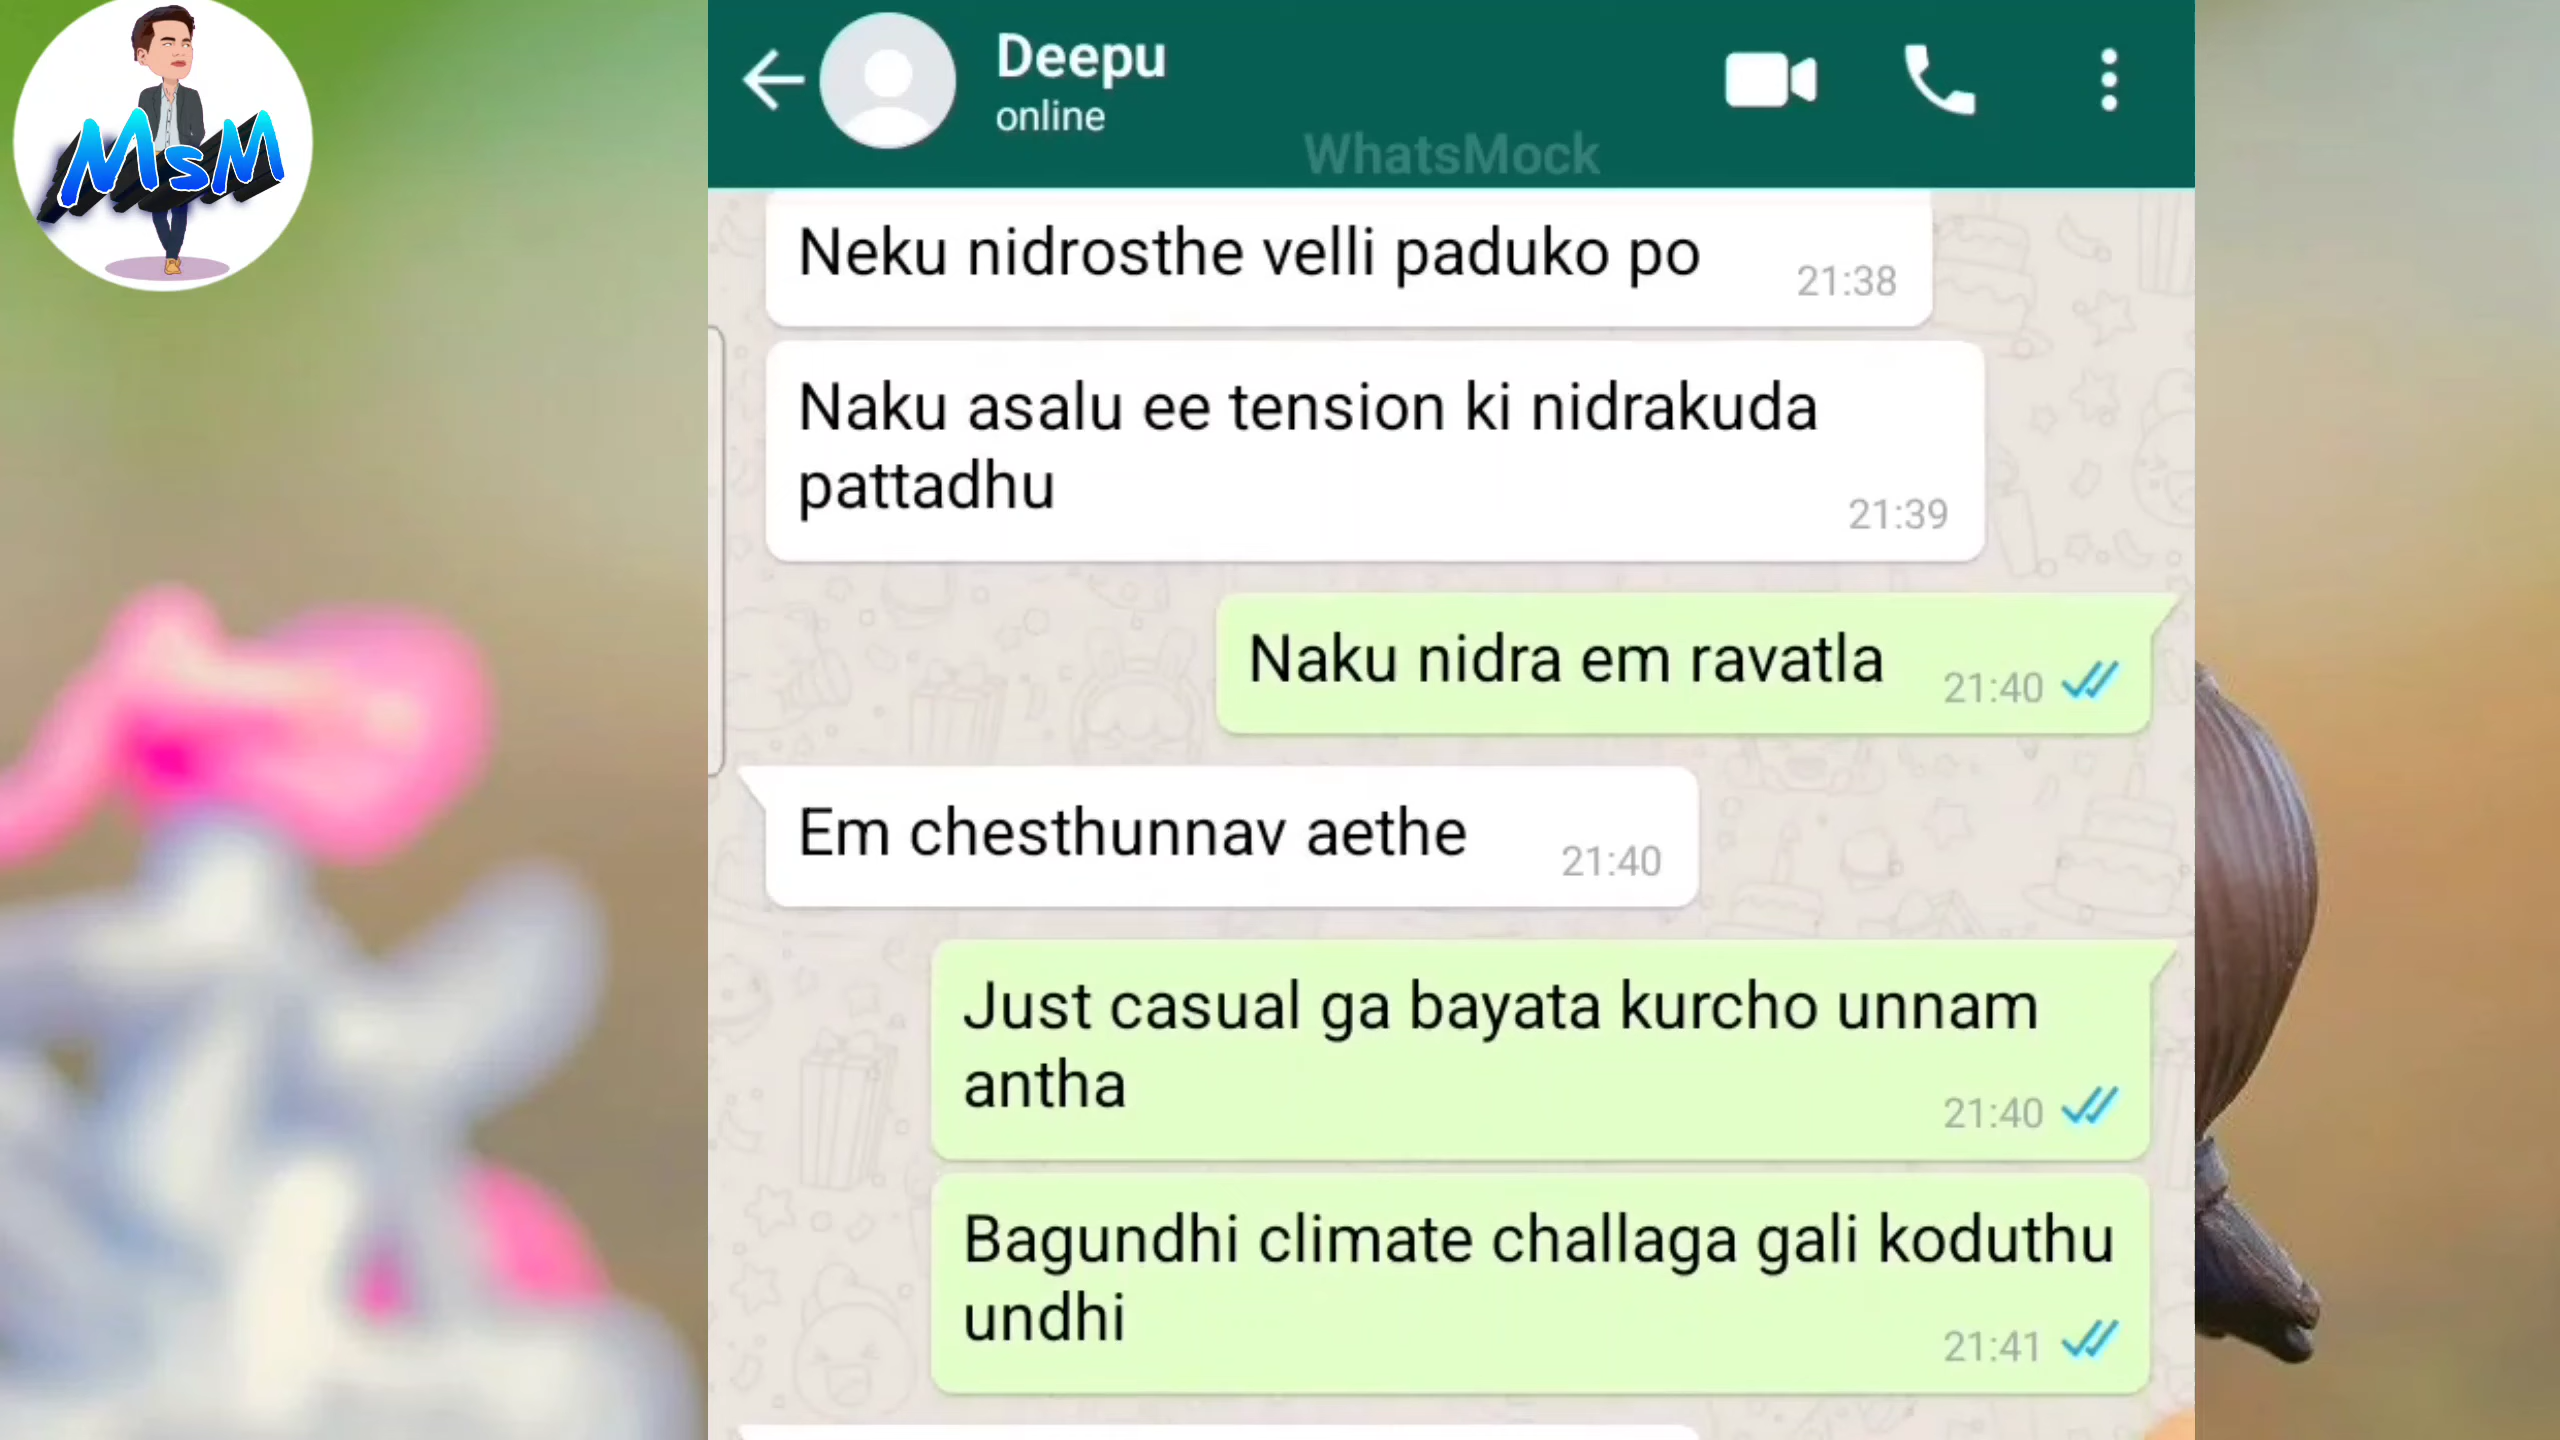 MsM
Deepu
online
WhatsMock
Neku nidrosthe velli paduko po
21:38
Naku asalu ee tension ki nidrakuda
pattadhu
21:39
Naku nidra em ravatla
21:40
Em chesthunnav aethe
21:40
Just casual ga bayata kurcho unnam
antha
21:40
Bagundhi climate challaga gali koduthu
undhi
21:41